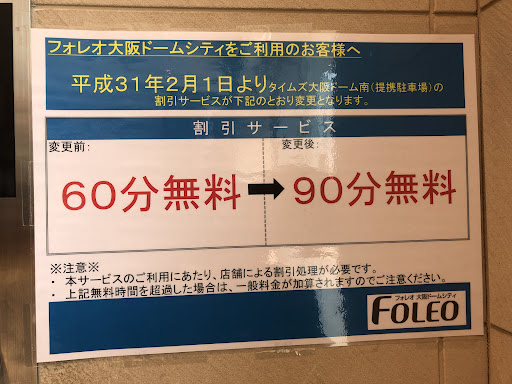 フォレオ大阪ドームシティをご利用のお客様へ
平成31年2月1日よりタイムズ大阪ドーム南(提携駐車場)の
割引サービスが下記のとおり変更となります。
割引サービス
変更前:
変更後:
60分無料➡90分無料
※注意※
・ 本サービスのご利用にあたり、店舗による割引処理が必要です。
・ 上記無料時間を超過した場合は、一般料金が加算されますのでご注意ください。
フォレオ 大阪ドームシティ
FOLEO